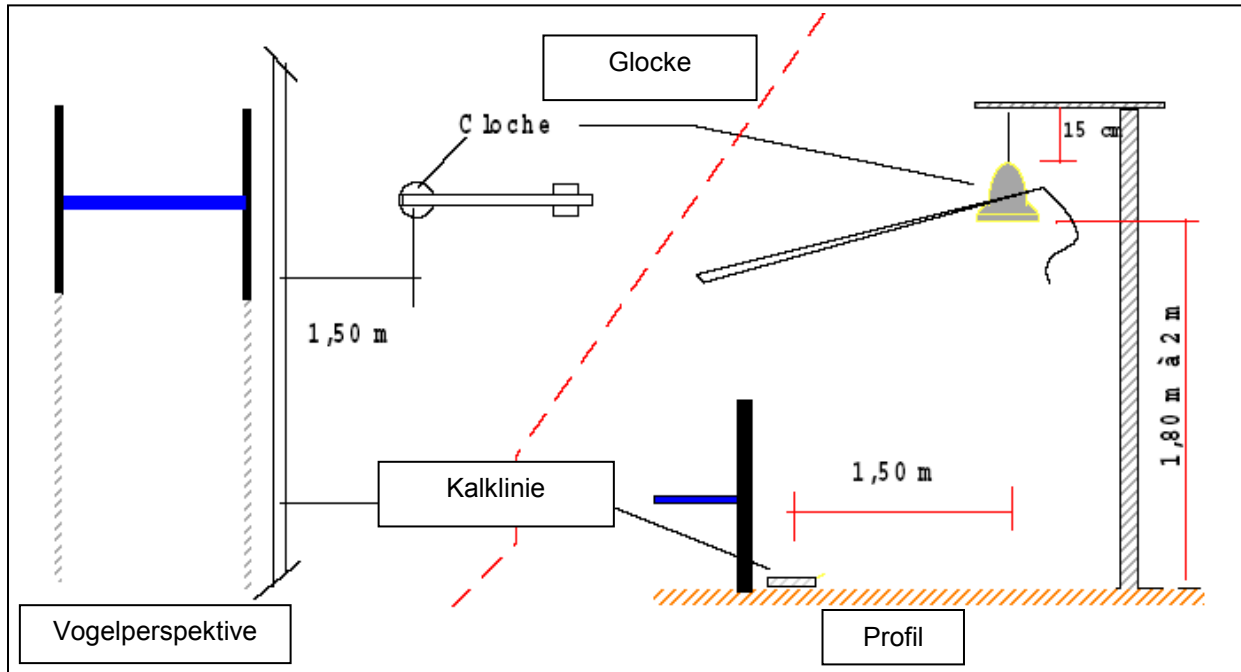 Glocke
Cloche
15 cm
1,50 m
1,80 m à 2 m
Kalklinie
1,50 m
Vogelperspektive
Profil